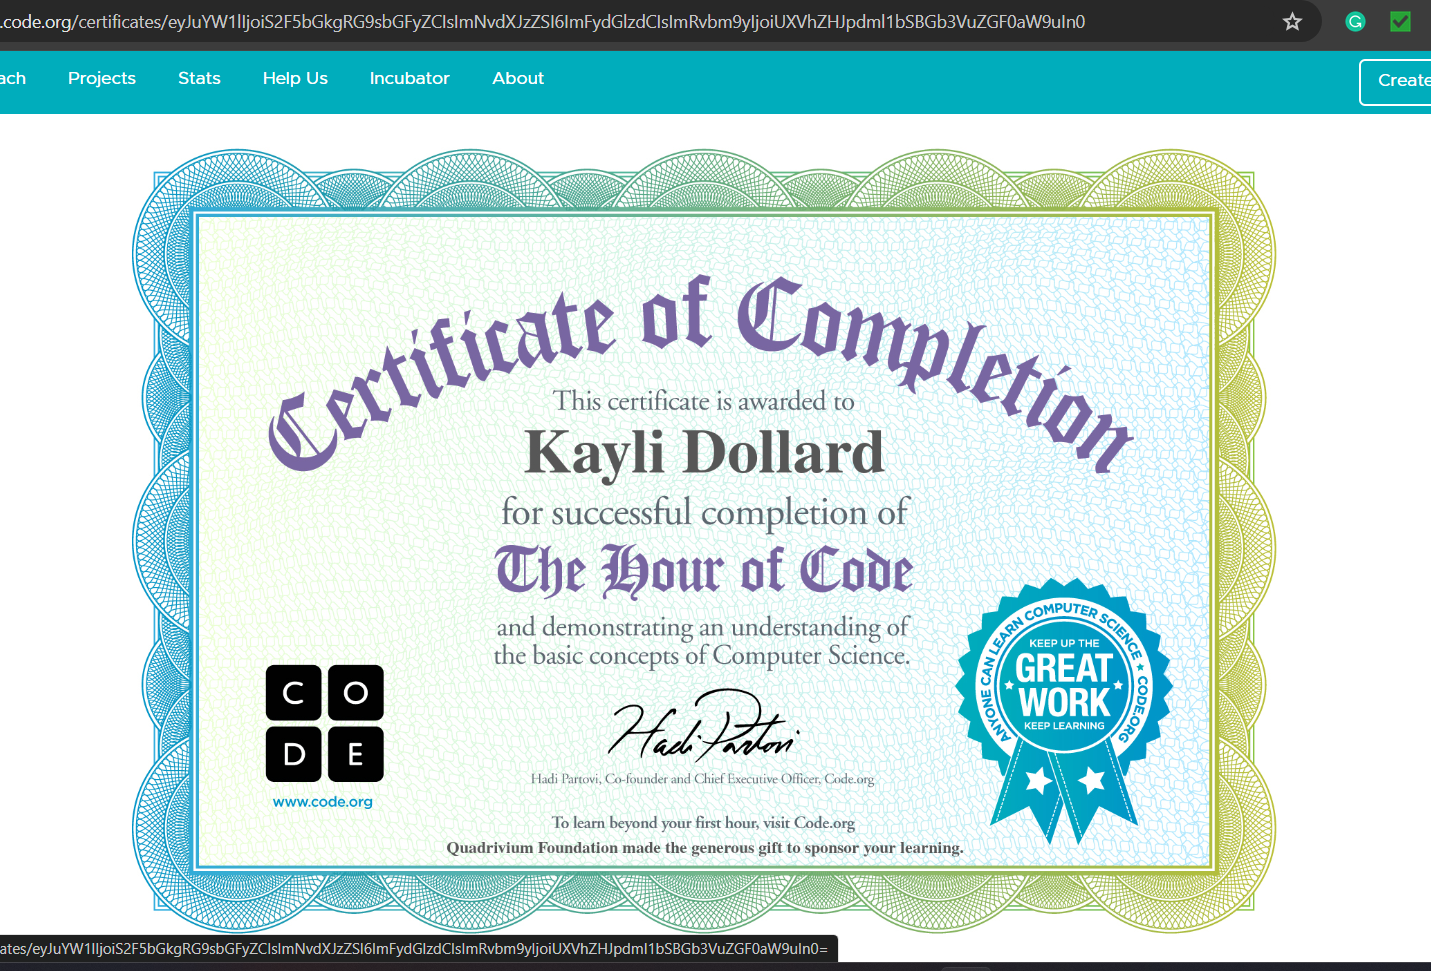 .code.org/certificates/eyJuYW1lIjoiS2F5bGkgRG9sbGFyZCIsImNvdXJzZSI6ImFydGlzdCIsImRvbm9yIjoiUXVhZHJpdml1bSBGb3VuZGF0aW9uIn0
ach Projects Stats Help Us Incubator About Create
Certificate of Completion
This certificate is awarded to
Kayli Dollard
for successful completion of
The Hour of Code
and demonstrating an understanding of
the basic concepts of Computer Science.
C O
D E
www.code.org
Hadi Partovi
Hadi Partovi, Co-founder and Chief Executive Officer, Code.org
ANYONE CAN LEARN COMPUTER SCIENCE ★ CODE.ORG
KEEP UP THE
GREAT
WORK
KEEP LEARNING
To learn beyond your first hour, visit Code.org
Quadrivium Foundation made the generous gift to sponsor your learning.
ates/eyJuYW1lIjoiS2F5bGkgRG9sbGFyZCIsImNvdXJzZSI6ImFydGlzdCIsImRvbm9yIjoiUXVhZHJpdml1bSBGb3VuZGF0aW9uIn0=